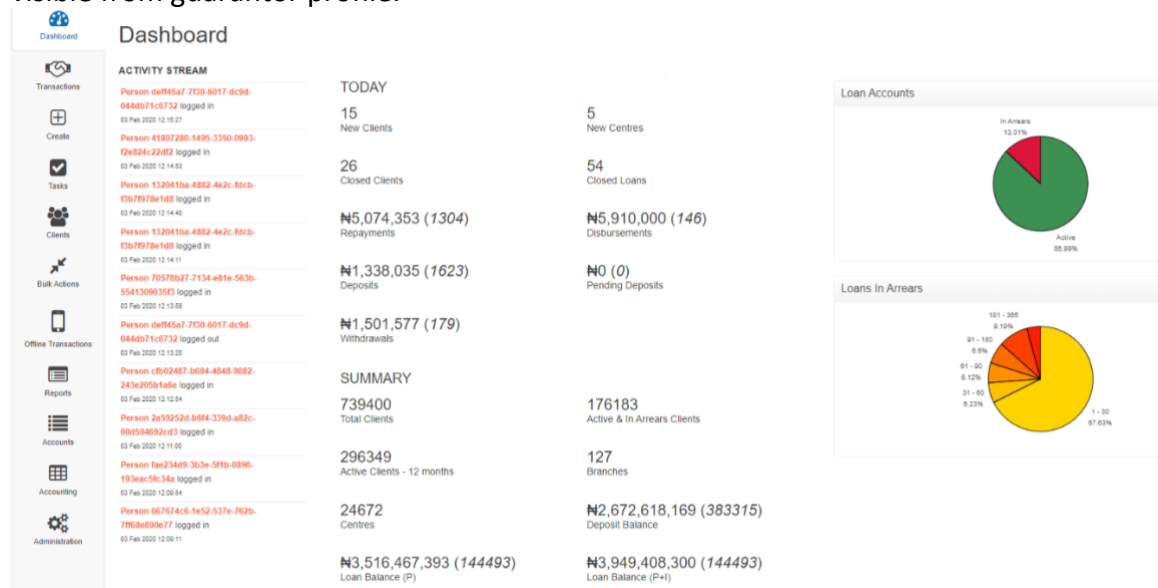 visible from guarantor profile.
Dashboard
Transactions
Create
Tasks
Clients
Bulk Actions
Offline Transactions
Reports
Accounts
Accounting
Administration
Dashboard
ACTIVITY STREAM
Person deff45a7-7f30-6017-dc9d-
044db71c6732 logged in
03 Feb 2020 12:15:27
Person 41807280-1495-3350-0993-
f2e824c22df2 logged in
03 Feb 2020 12:14:53
Person 132041ba-4882-4e2c-fdcb-
f3b7f978e1d8 logged in
03 Feb 2020 12:14:40
Person 132041ba-4882-4e2c-fdcb-
f3b7f978e1d8 logged in
03 Feb 2020 12:14:11
Person 70578b27-7134-e81e-563b-
5541309035f3 logged in
03 Feb 2020 12:13:58
Person deff45a7-7f30-6017-dc9d-
044db71c6732 logged out
03 Feb 2020 12:13:20
Person cfb02487-b694-4848-9882-
243e205b1a6e logged in
03 Feb 2020 12:12:54
Person 2a59252d-b6f4-339d-a82c-
00d504692cd3 logged in
03 Feb 2020 12:11:00
Person fae234d9-3b3e-5f1b-0890-
193eac5fc34a logged in
03 Feb 2020 12:09:54
Person 667674c6-1e52-537e-762b-
7ff68e890e77 logged in
03 Feb 2020 12:09:11
TODAY
15
New Clients
5
New Centres
26
Closed Clients
54
Closed Loans
₦5,074,353 (1304)
Repayments
₦5,910,000 (146)
Disbursements
₦1,338,035 (1623)
Deposits
₦0 (0)
Pending Deposits
₦1,501,577 (179)
Withdrawals
SUMMARY
739400
Total Clients
176183
Active & In Arrears Clients
296349
Active Clients - 12 months
127
Branches
24672
Centres
₦2,672,618,169 (383315)
Deposit Balance
₦3,516,467,393 (144493)
Loan Balance (P)
₦3,949,408,300 (144493)
Loan Balance (P+I)
Loan Accounts
In Arrears
13.01%
Active
86.99%
Loans In Arrears
181 - 365
9.19%
91 - 180
6.8%
61 - 90
6.12%
31 - 60
6.23%
1 - 30
67.63%